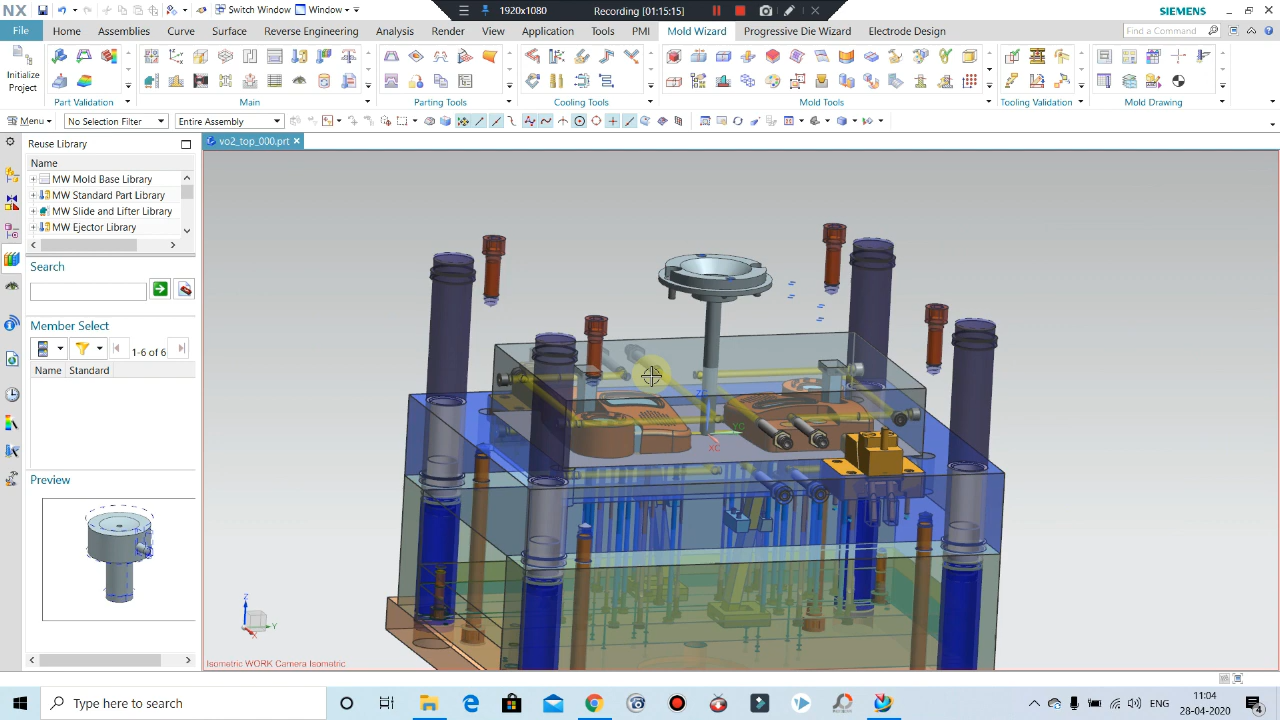 NX
Switch Window
Window
1920x1080
Recording [01:15:15]
SIEMENS
File
Home
Curve
Surface
Reverse Engineering
Analysis
Render
View
Application
Tools
PMI
Mold Wizard
Progressive Die Wizard
Electrode Design
Find a Command
Initialize
Project
Part Validation
Main
Parting Tools
Cooling Tools
Mold Tools
Tooling Validation
Mold Drawing
Menu
No Selection Filter
Entire Assembly
Reuse Library
vo2_top_000.prt
Name
MW Mold Base Library
MW Standard Part Library
MW Slide and Lifter Library
MW Ejector Library
Search
Member Select
1-6 of 6
Name
Standard
Preview
YC
XC
Z
Y
X
Isometric WORK Camera Isometric
Type here to search
ENG
11:04
28-04-2020